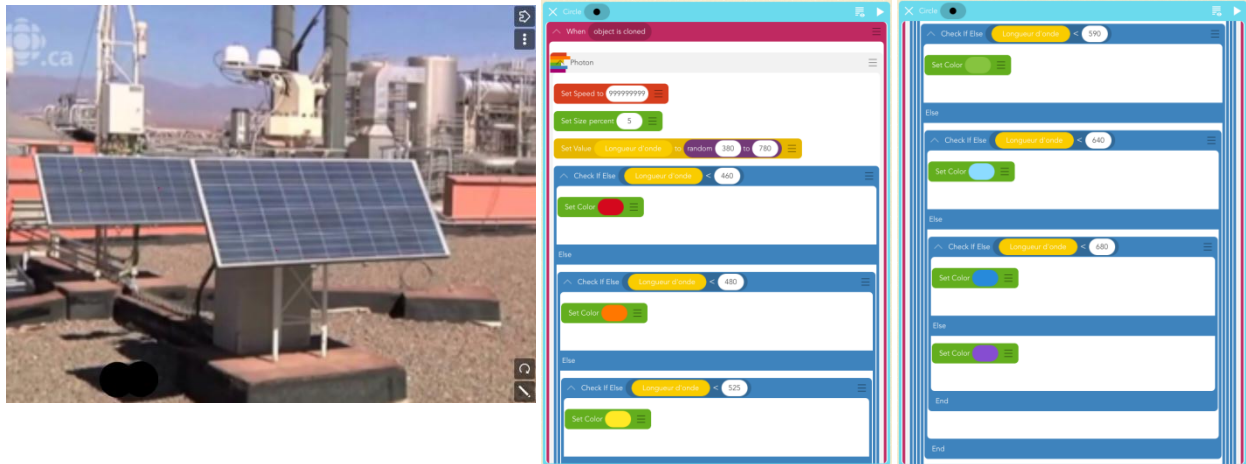 .ca
Circle
When object is cloned
Photon
Set Speed to 999999999
Set Size percent 5
Set Value Longueur d'onde to random 380 to 780
Check If Else Longueur d'onde < 460
Set Color
Else
Check If Else Longueur d'onde < 480
Set Color
Else
Check If Else Longueur d'onde < 525
Set Color
Circle
Check If Else Longueur d'onde < 590
Set Color
Else
Check If Else Longueur d'onde < 640
Set Color
Else
Check If Else Longueur d'onde < 680
Set Color
Else
Set Color
End
End